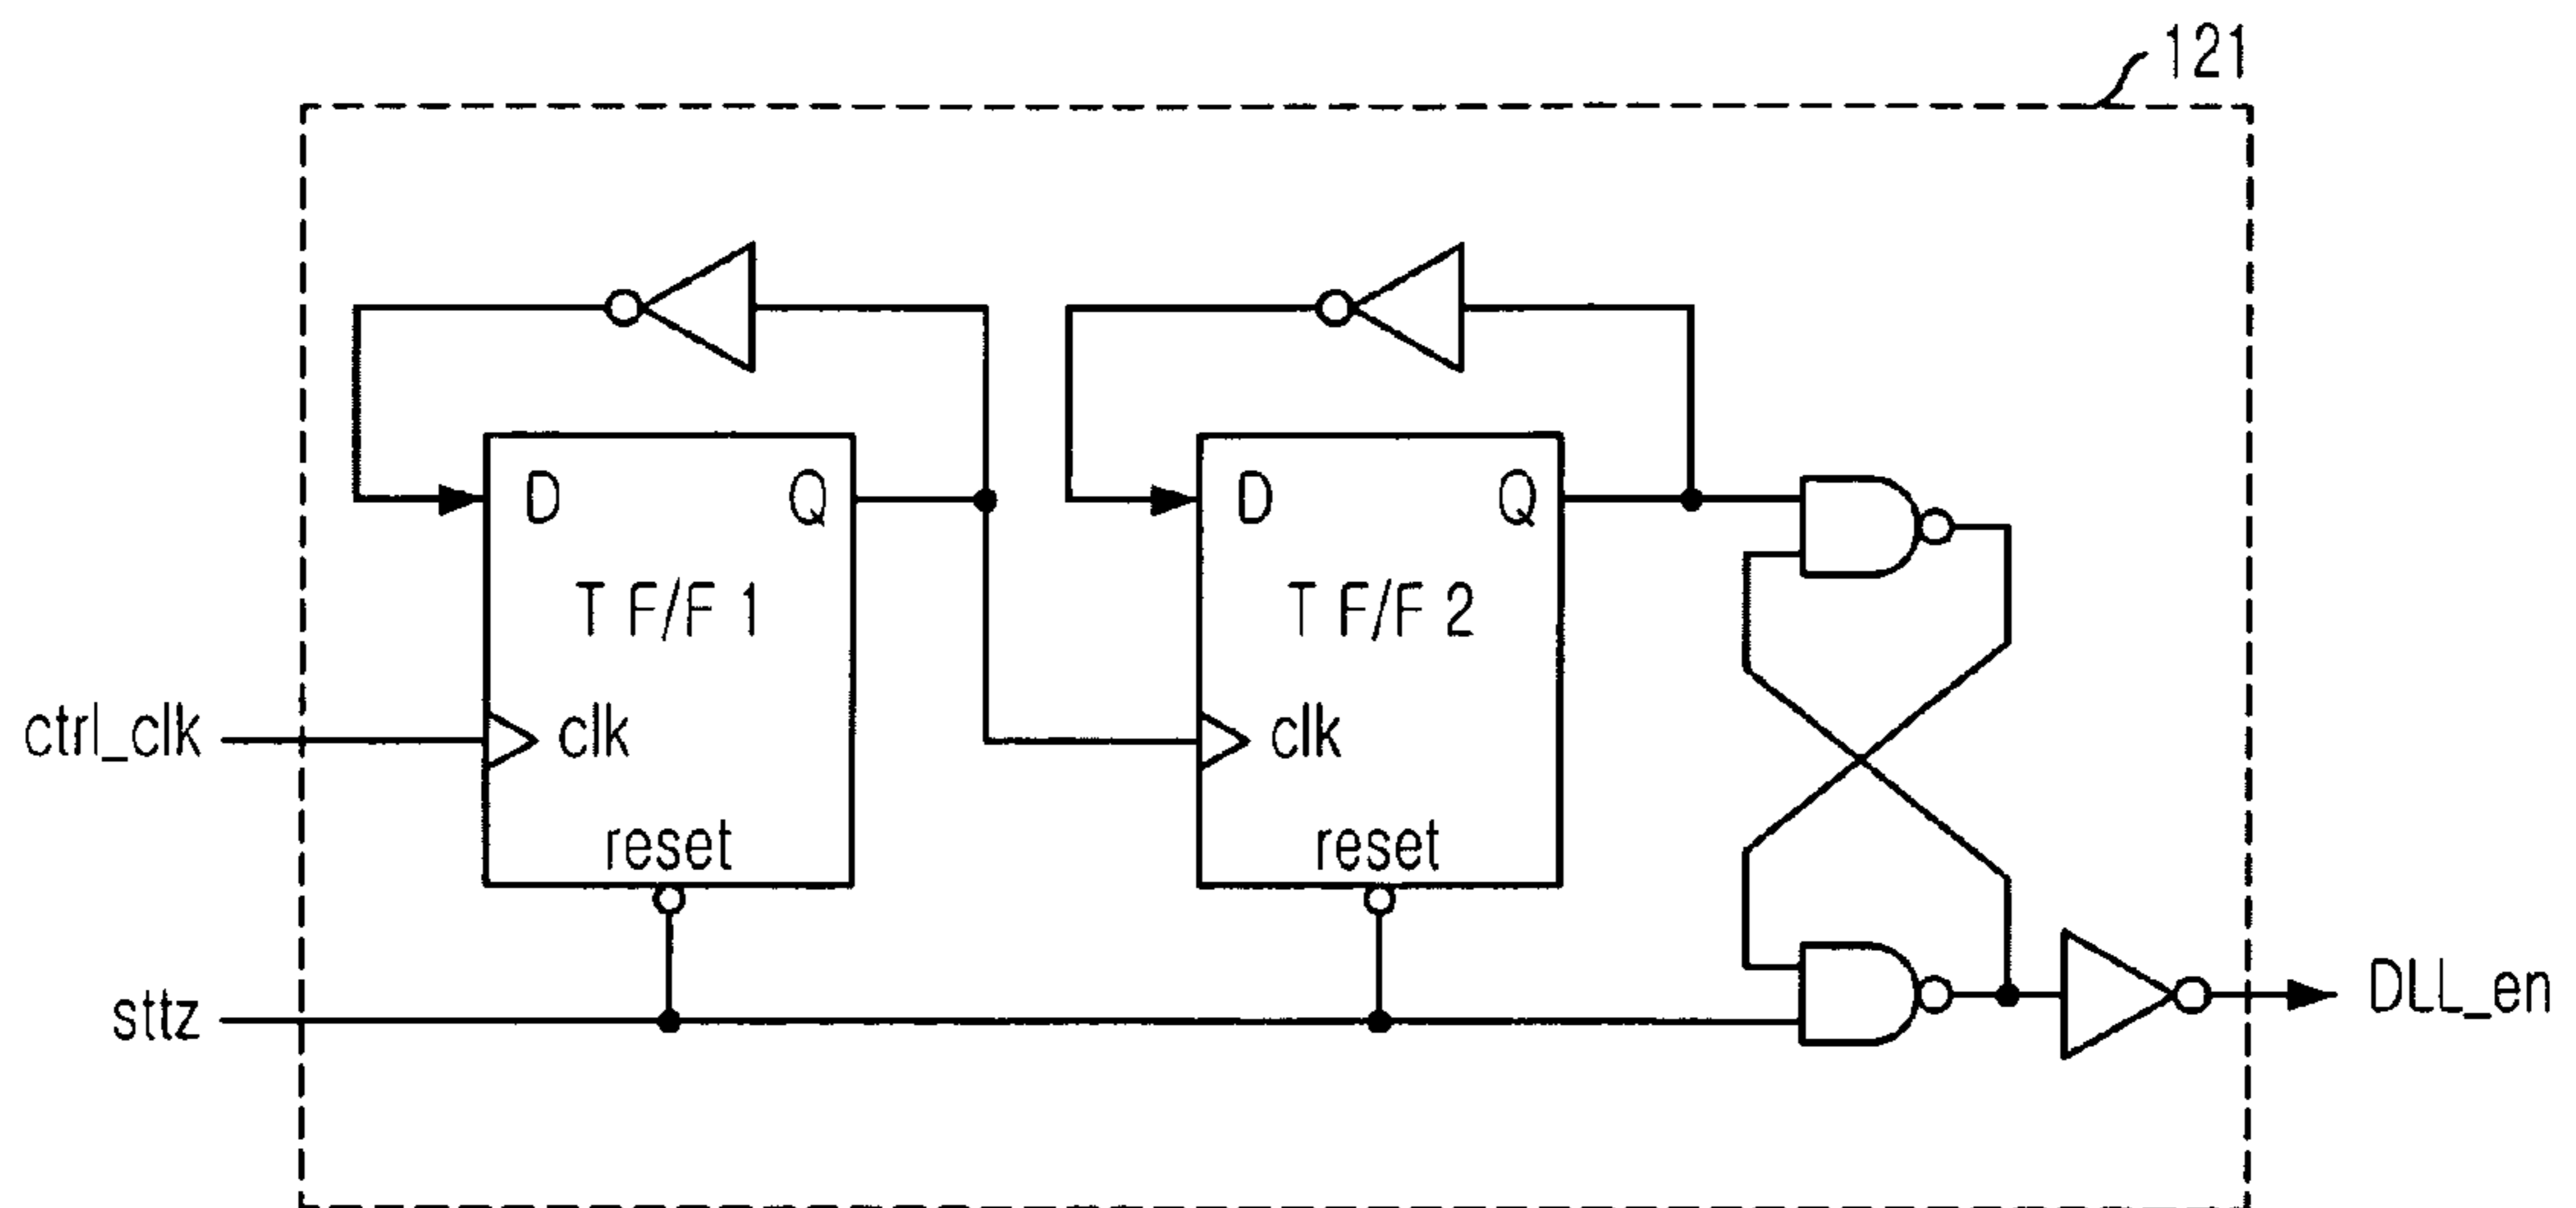 121
D Q
T F/F 1
clk
reset
D Q
T F/F 2
clk
reset
ctrl_clk
sttz
DLL_en